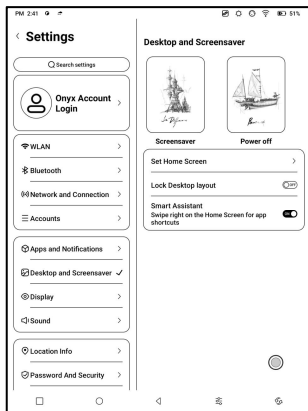 PM 2:41
51%
Settings
Search settings
Onyx Account
Login
WLAN
Bluetooth
Network and Connection
Accounts
Apps and Notifications
Desktop and Screensaver
Display
Sound
Location Info
Password And Security
Desktop and Screensaver
Screensaver
Power off
Set Home Screen
Lock Desktop layout
OFF
Smart Assistant
Swipe right on the Home Screen for app
shortcuts
ON